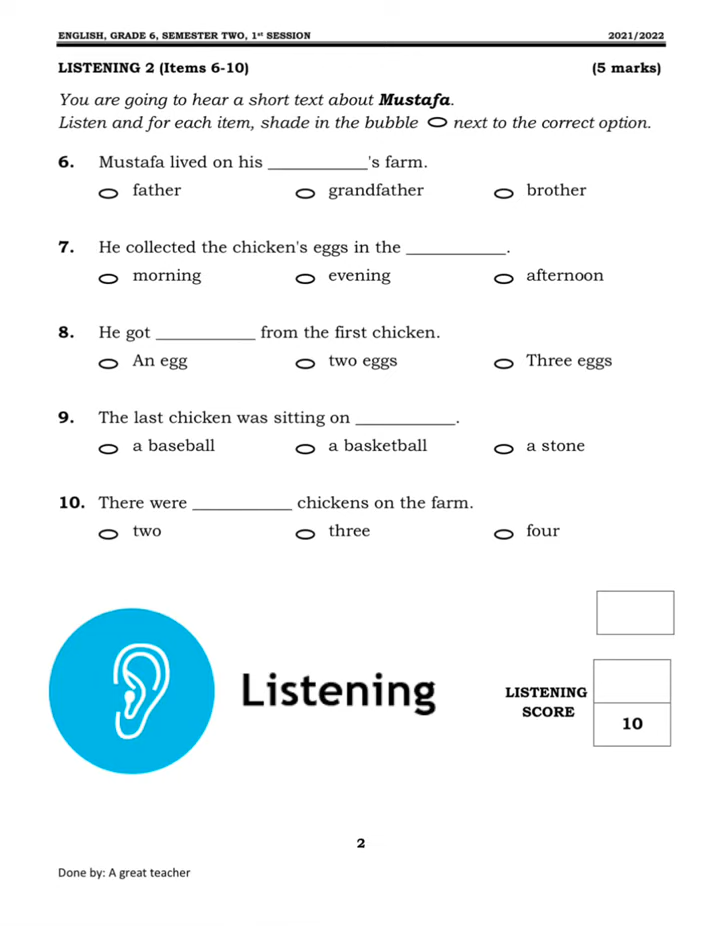 ENGLISH, GRADE 6, SEMESTER TWO, 1st SESSION 2021/2022
LISTENING 2 (Items 6-10) (5 marks)
You are going to hear a short text about Mustafa.
Listen and for each item, shade in the bubble next to the correct option.
6. Mustafa lived on his ____________'s farm.
father grandfather brother
7. He collected the chicken's eggs in the ____________.
morning evening afternoon
8. He got ____________ from the first chicken.
An egg two eggs Three eggs
9. The last chicken was sitting on ____________.
a baseball a basketball a stone
10. There were ____________ chickens on the farm.
two three four
Listening
LISTENING
SCORE
10
2
Done by: A great teacher